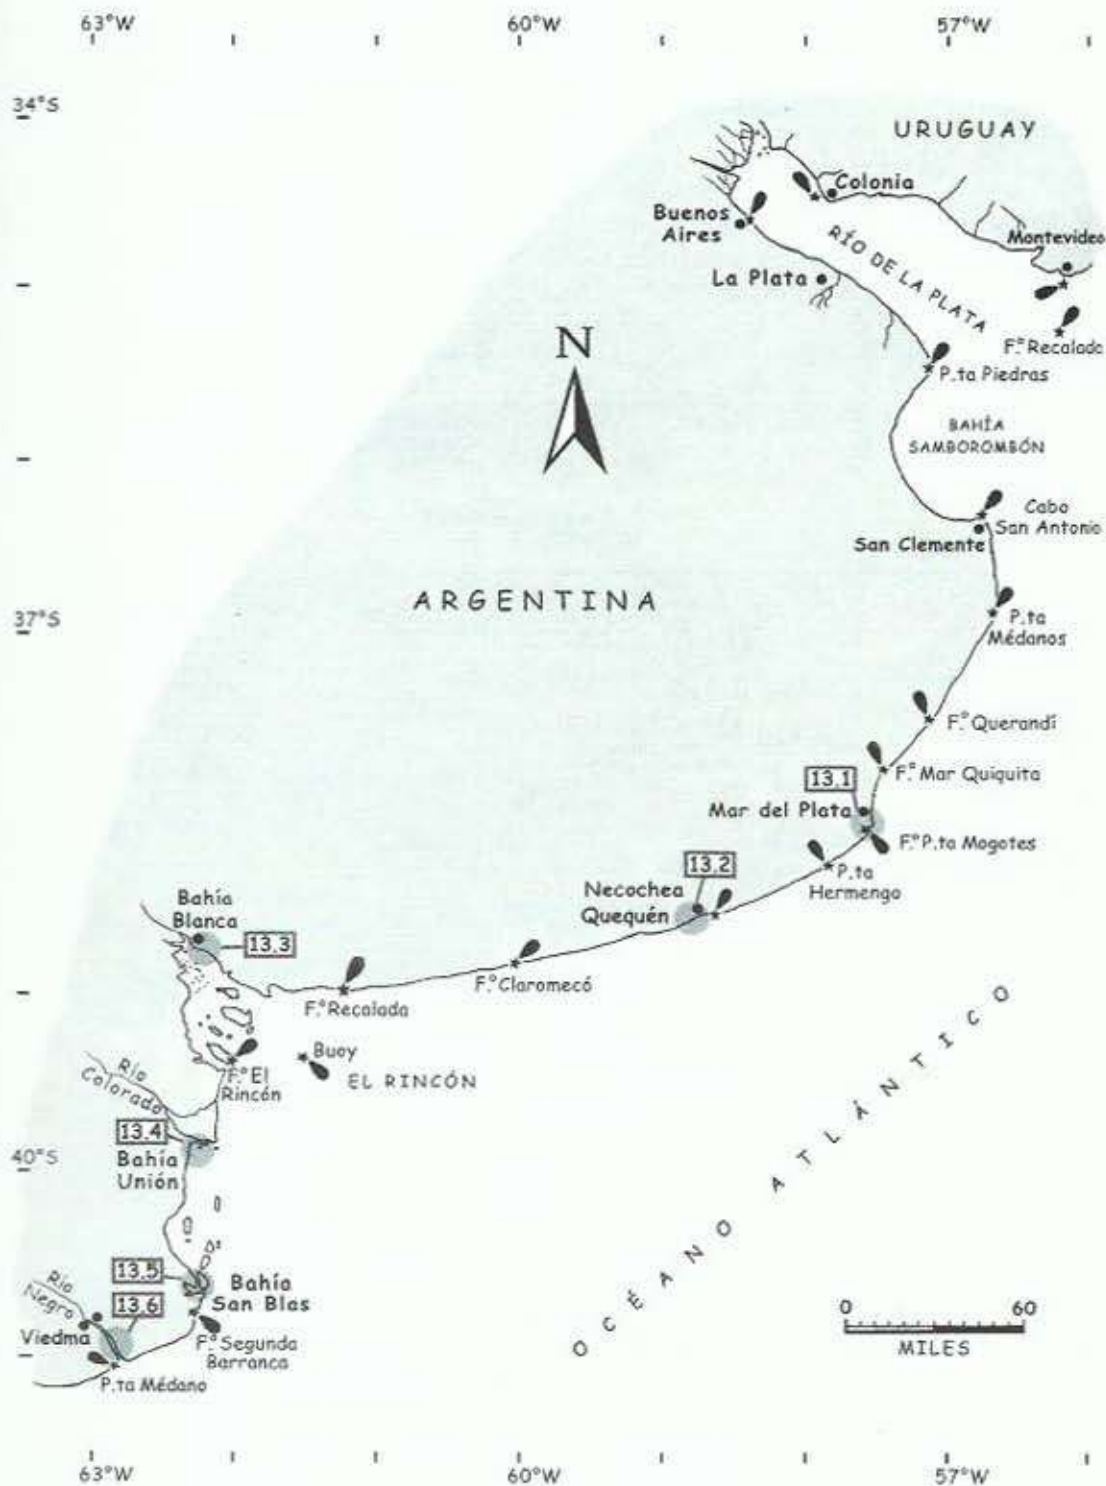 63°W
60°W
57°W
34°S
URUGUAY
Colonia
Buenos
Aires
RÍO DE LA PLATA
Montevideo
La Plata
F.º Recalada
N
P.ta Piedras
BAHÍA
SAMBOROMBÓN
Cabo
San Antonio
San Clemente
ARGENTINA
37°S
P.ta
Médanos
F.º Querandí
F.º Mar Quiquita
13.1
Mar del Plata
F.º P.ta Mogotes
13.2
P.ta
Hermengo
Necochea
Quequén
Bahía
Blanca
13.3
F.º Claromecó
F.º Recalada
Buoy
EL RINCÓN
F.º El
Rincón
Río
Colorado
13.4
40°S
Bahía
Unión
OCÉANO ATLÁNTICO
13.5
Bahía
San Blas
Río
Negro
13.6
Viedma
F.º Segunda
Barranca
P.ta Médano
0
60
MILES
63°W
60°W
57°W